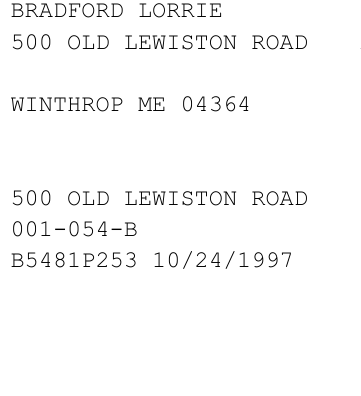 BRADFORD LORRIE
500 OLD LEWISTON ROAD
WINTHROP ME 04364
500 OLD LEWISTON ROAD
001-054-B
B5481P253 10/24/1997